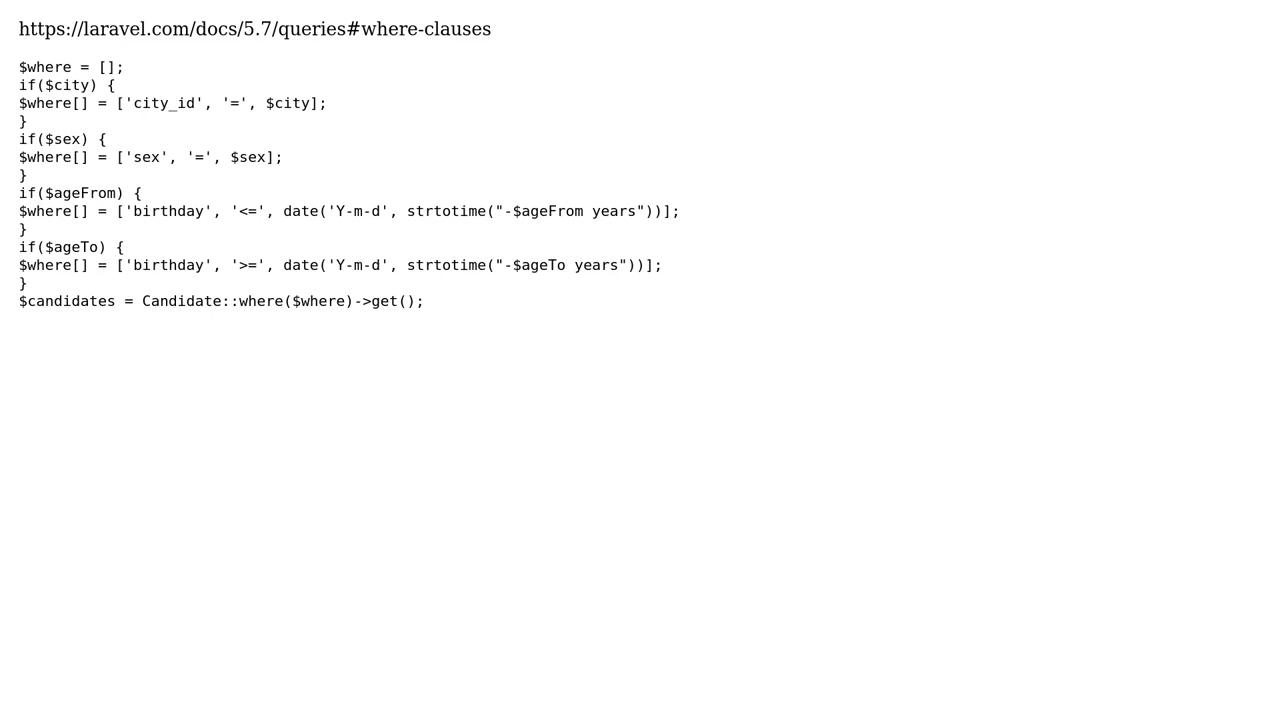 https://laravel.com/docs/5.7/queries#where-clauses
$where = [];
if($city) {
$where[] = ['city_id', '=', $city];
}
if($sex) {
$where[] = ['sex', '=', $sex];
}
if($ageFrom) {
$where[] = ['birthday', '<=', date('Y-m-d', strtotime("-$ageFrom years"))];
}
if($ageTo) {
$where[] = ['birthday', '>=', date('Y-m-d', strtotime("-$ageTo years"))];
}
$candidates = Candidate::where($where)->get();